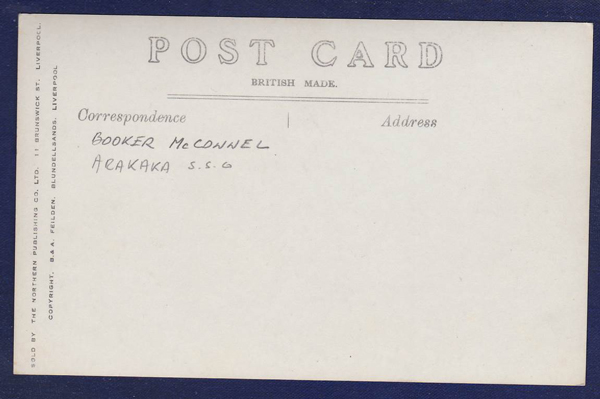 POST CARD
BRITISH MADE.
Correspondence | Address
BOOKER McCONNEL
ARAKAKA S.S.G
SOLD BY THE NORTHERN PUBLISHING CO. LTD. 11 BRUNSWICK ST. LIVERPOOL.
COPYRIGHT. B.& A. FEILDEN. BLUNDELLSANDS. LIVERPOOL